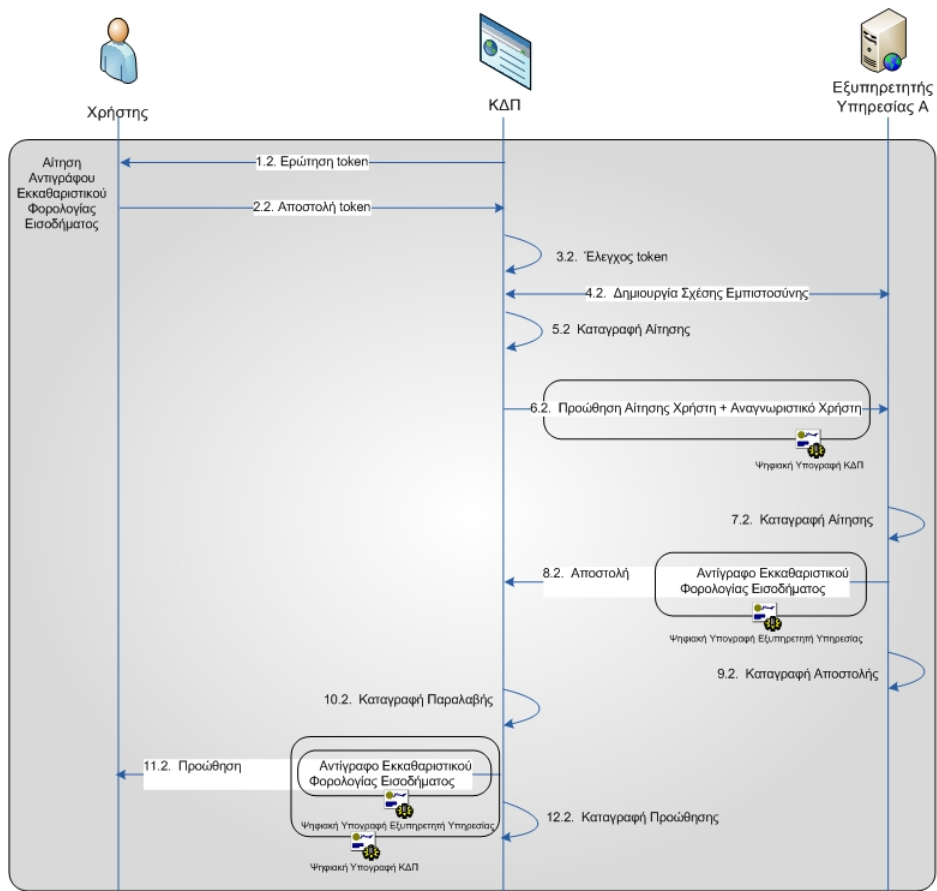 Χρήστης
ΚΔΠ
Εξυπηρετητής
Υπηρεσίας Α
Αίτηση
Αντιγράφου
Εκκαθαριστικού
Φορολογίας
Εισοδήματος
1.2. Ερώτηση token
2.2. Αποστολή token
3.2. Έλεγχος token
4.2. Δημιουργία Σχέσης Εμπιστοσύνης
5.2 Καταγραφή Αίτησης
6.2. Προώθηση Αίτησης Χρήστη + Αναγνωριστικό Χρήστη
Ψηφιακή Υπογραφή ΚΔΠ
7.2. Καταγραφή Αίτησης
8.2. Αποστολή
Αντίγραφο Εκκαθαριστικού
Φορολογίας Εισοδήματος
Ψηφιακή Υπογραφή Εξυπηρετητή Υπηρεσίας
9.2. Καταγραφή Αποστολής
10.2. Καταγραφή Παραλαβής
11.2. Προώθηση
Αντίγραφο Εκκαθαριστικού
Φορολογίας Εισοδήματος
Ψηφιακή Υπογραφή Εξυπηρετητή Υπηρεσίας
12.2. Καταγραφή Προώθησης
Ψηφιακή Υπογραφή ΚΔΠ